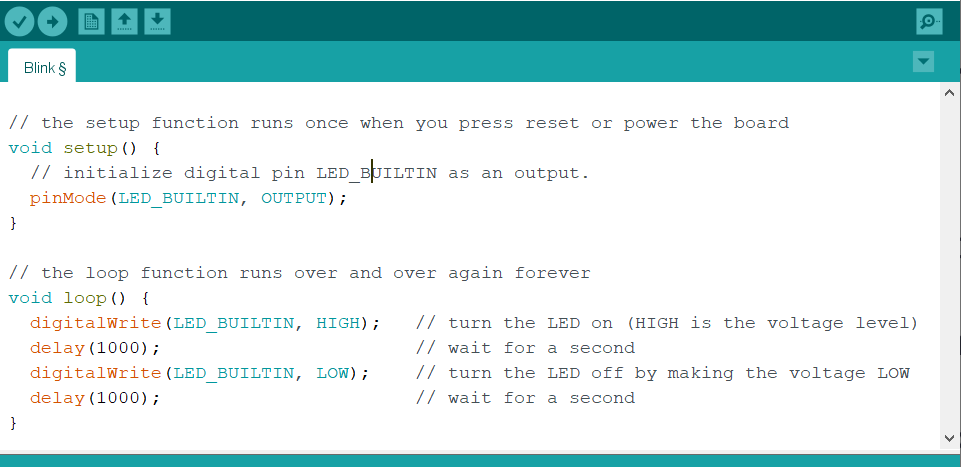 Blink §
// the setup function runs once when you press reset or power the board
void setup() {
  // initialize digital pin LED_BUILTIN as an output.
  pinMode(LED_BUILTIN, OUTPUT);
}
// the loop function runs over and over again forever
void loop() {
  digitalWrite(LED_BUILTIN, HIGH);   // turn the LED on (HIGH is the voltage level)
  delay(1000);                       // wait for a second
  digitalWrite(LED_BUILTIN, LOW);    // turn the LED off by making the voltage LOW
  delay(1000);                       // wait for a second
}